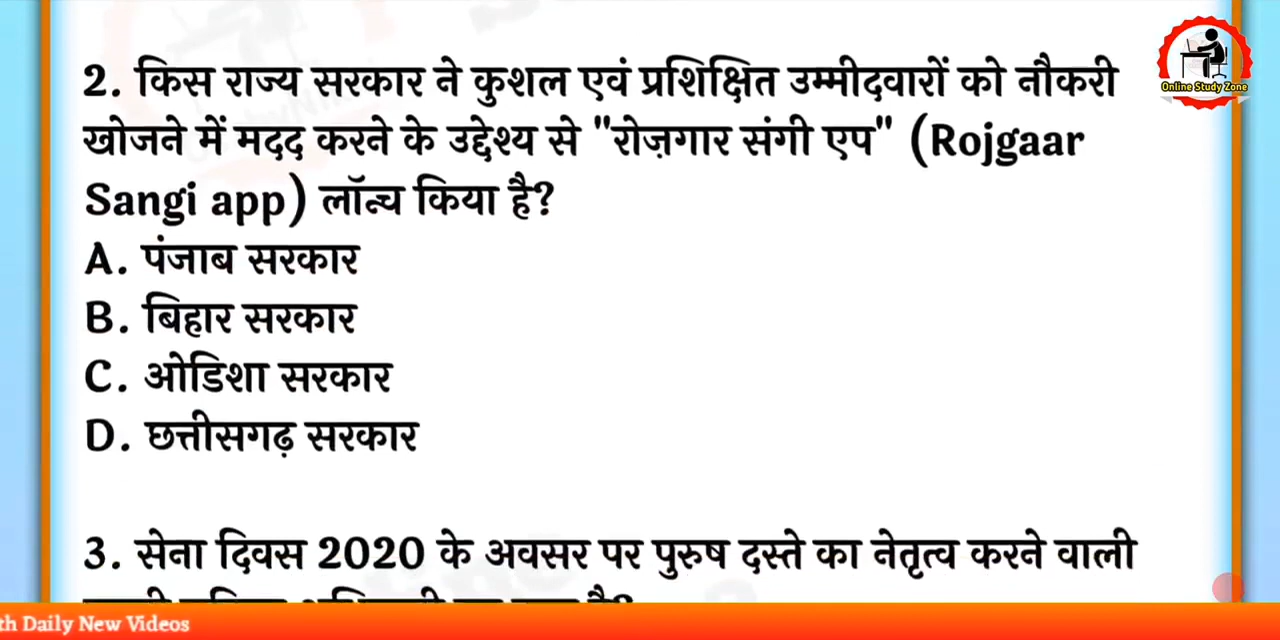 Online Study Zone
2. किस राज्य सरकार ने कुशल एवं प्रशिक्षित उम्मीदवारों को नौकरी
खोजने में मदद करने के उद्देश्य से "रोज़गार संगी एप" (Rojgaar
Sangi app) लॉन्च किया है?
A. पंजाब सरकार
B. बिहार सरकार
C. ओडिशा सरकार
D. छत्तीसगढ़ सरकार
3. सेना दिवस 2020 के अवसर पर पुरुष दस्ते का नेतृत्व करने वाली
th Daily New Videos